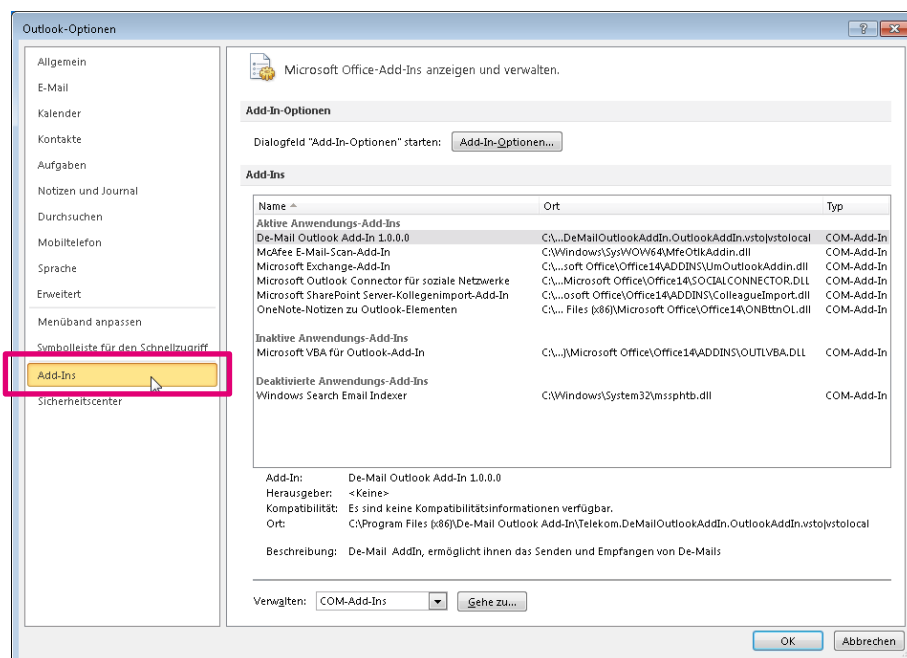 Outlook-Optionen
Allgemein
E-Mail
Kalender
Kontakte
Aufgaben
Notizen und Journal
Durchsuchen
Mobiltelefon
Sprache
Erweitert
Menüband anpassen
Symbolleiste für den Schnellzugriff
Add-Ins
Sicherheitscenter
Microsoft Office-Add-Ins anzeigen und verwalten.
Add-In-Optionen
Dialogfeld "Add-In-Optionen" starten: Add-In-Optionen...
Add-Ins
Name Ort Typ
Aktive Anwendungs-Add-Ins
De-Mail Outlook Add-In 1.0.0.0 C:\...DeMailOutlookAddIn.OutlookAddIn.vsto|vstolocal COM-Add-In
McAfee E-Mail-Scan-Add-In C:\Windows\SysWOW64\MfeOtlkAddin.dll COM-Add-In
Microsoft Exchange-Add-In C:\...soft Office\Office14\ADDINS\UmOutlookAddin.dll COM-Add-In
Microsoft Outlook Connector für soziale Netzwerke C:\...Microsoft Office\Office14\SOCIALCONNECTOR.DLL COM-Add-In
Microsoft SharePoint Server-Kollegenimport-Add-In C:\...osoft Office\Office14\ADDINS\ColleagueImport.dll COM-Add-In
OneNote-Notizen zu Outlook-Elementen C:\... Files (x86)\Microsoft Office\Office14\ONBttnOL.dll COM-Add-In
Inaktive Anwendungs-Add-Ins
Microsoft VBA für Outlook-Add-In C:\...)\Microsoft Office\Office14\ADDINS\OUTLVBA.DLL COM-Add-In
Deaktivierte Anwendungs-Add-Ins
Windows Search Email Indexer C:\Windows\System32\mssphtb.dll COM-Add-In
Add-In: De-Mail Outlook Add-In 1.0.0.0
Herausgeber: <Keine>
Kompatibilität: Es sind keine Kompatibilitätsinformationen verfügbar.
Ort: C:\Program Files (x86)\De-Mail Outlook Add-In\Telekom.DeMailOutlookAddIn.OutlookAddIn.vsto|vstolocal
Beschreibung: De-Mail AddIn, ermöglicht ihnen das Senden und Empfangen von De-Mails
Verwalten: COM-Add-Ins Gehe zu...
OK Abbrechen